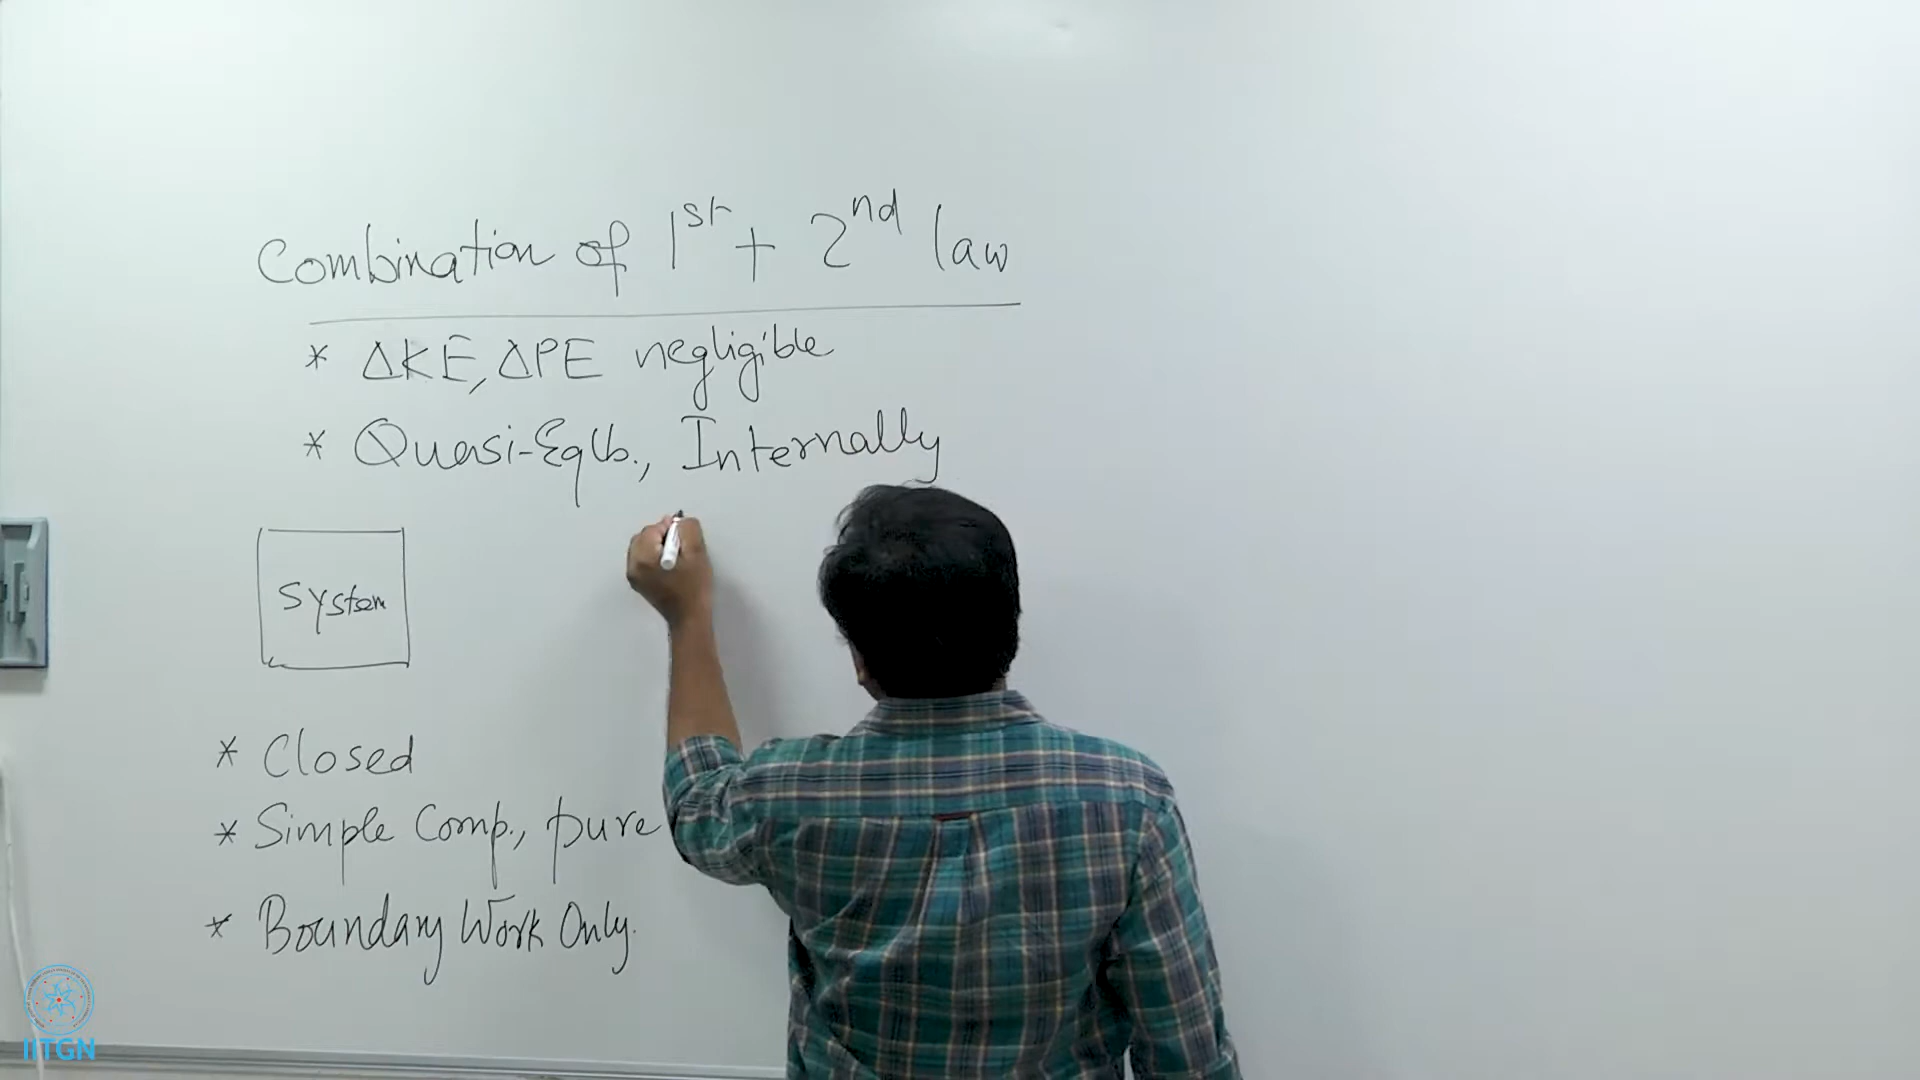 Combination of 1st + 2nd law
* ΔKE, ΔPE negligible
* Quasi-Eqlb., Internally
System
* Closed
* Simple Comp., pure
* Boundary Work Only.
IITGN